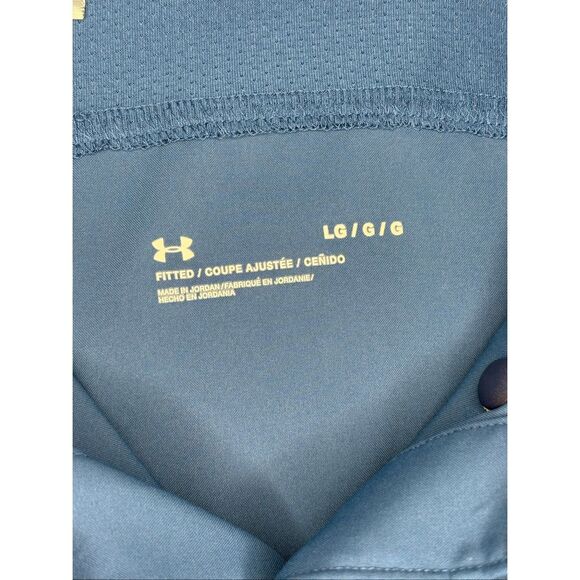 LG / G / G
FITTED / COUPE AJUSTÉE / CEÑIDO
MADE IN JORDAN/FABRIQUÉ EN JORDANIE/
HECHO EN JORDANIA